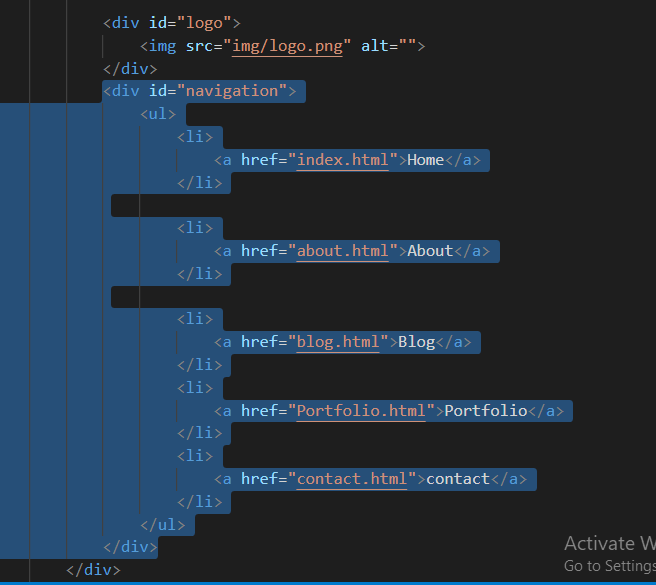 <div id="logo">
<img src="img/logo.png" alt="">
</div>
<div id="navigation">
<ul>
<li>
<a href="index.html">Home</a>
</li>
<li>
<a href="about.html">About</a>
</li>
<li>
<a href="blog.html">Blog</a>
</li>
<li>
<a href="Portfolio.html">Portfolio</a>
</li>
<li>
<a href="contact.html">contact</a>
</li>
</ul>
</div>
</div>
Activate W
Go to Settings